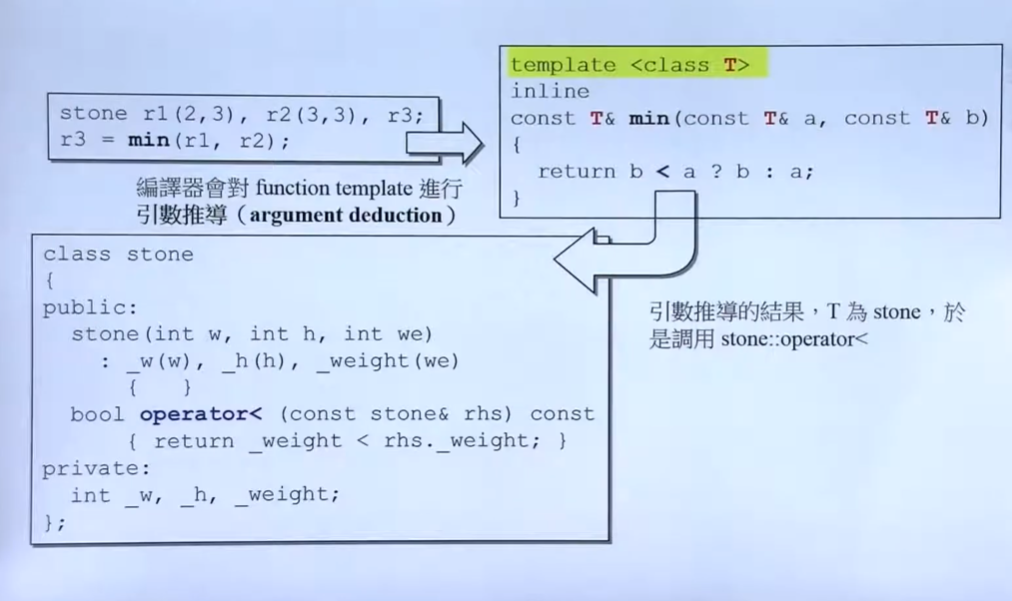 stone r1(2,3), r2(3,3), r3;
r3 = min(r1, r2);
編譯器會對 function template 進行
引數推導（argument deduction）
template <class T>
inline
const T& min(const T& a, const T& b)
{
  return b < a ? b : a;
}
引數推導的結果，T 為 stone，於
是調用 stone::operator<
class stone
{
public:
  stone(int w, int h, int we)
    : _w(w), _h(h), _weight(we)
    {   }
  bool operator< (const stone& rhs) const
    { return _weight < rhs._weight; }
private:
  int _w, _h, _weight;
};